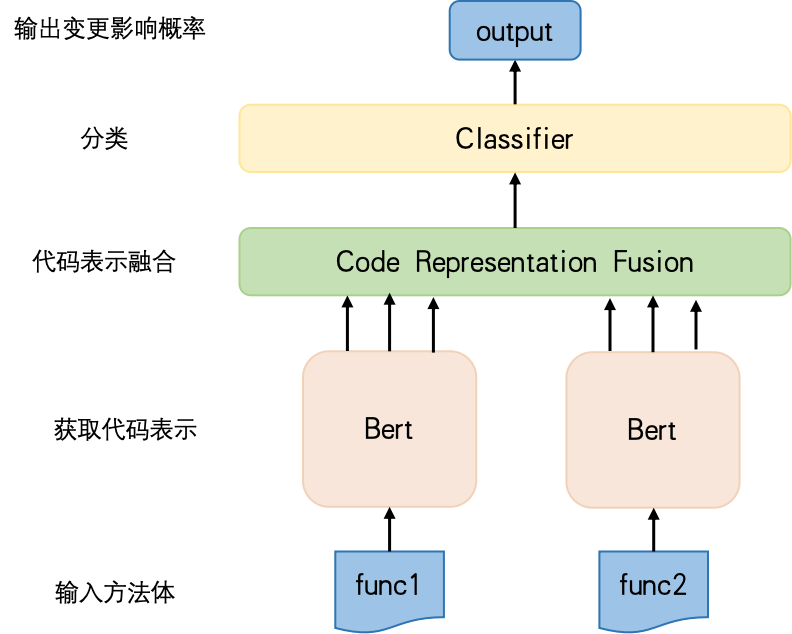 输出变更影响概率
output
分类
Classifier
代码表示融合
Code Representation Fusion
获取代码表示
Bert
Bert
输入方法体
func1
func2